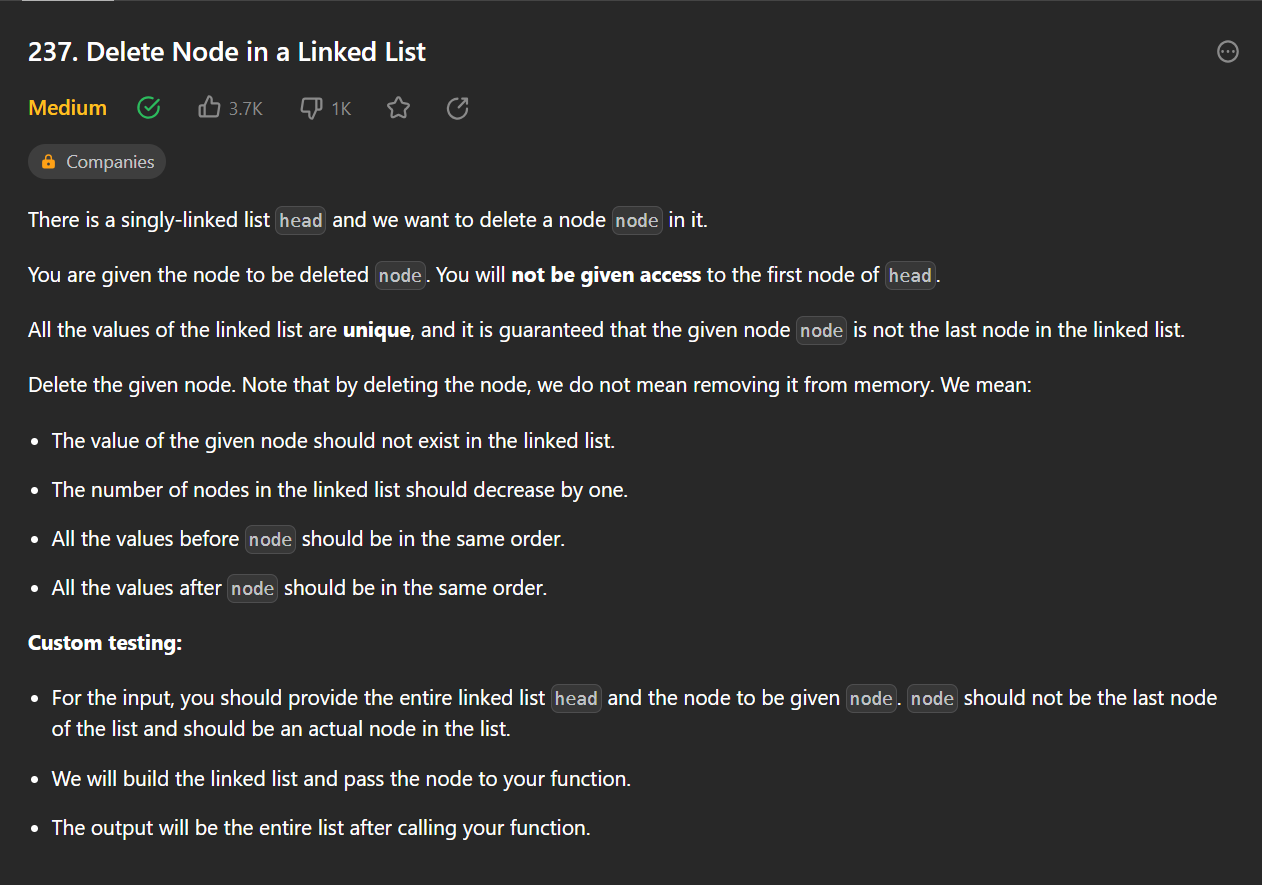 237. Delete Node in a Linked List
Medium 3.7K 1K
Companies
There is a singly-linked list head and we want to delete a node node in it.
You are given the node to be deleted node. You will not be given access to the first node of head.
All the values of the linked list are unique, and it is guaranteed that the given node node is not the last node in the linked list.
Delete the given node. Note that by deleting the node, we do not mean removing it from memory. We mean:
• The value of the given node should not exist in the linked list.
• The number of nodes in the linked list should decrease by one.
• All the values before node should be in the same order.
• All the values after node should be in the same order.
Custom testing:
• For the input, you should provide the entire linked list head and the node to be given node. node should not be the last node
of the list and should be an actual node in the list.
• We will build the linked list and pass the node to your function.
• The output will be the entire list after calling your function.